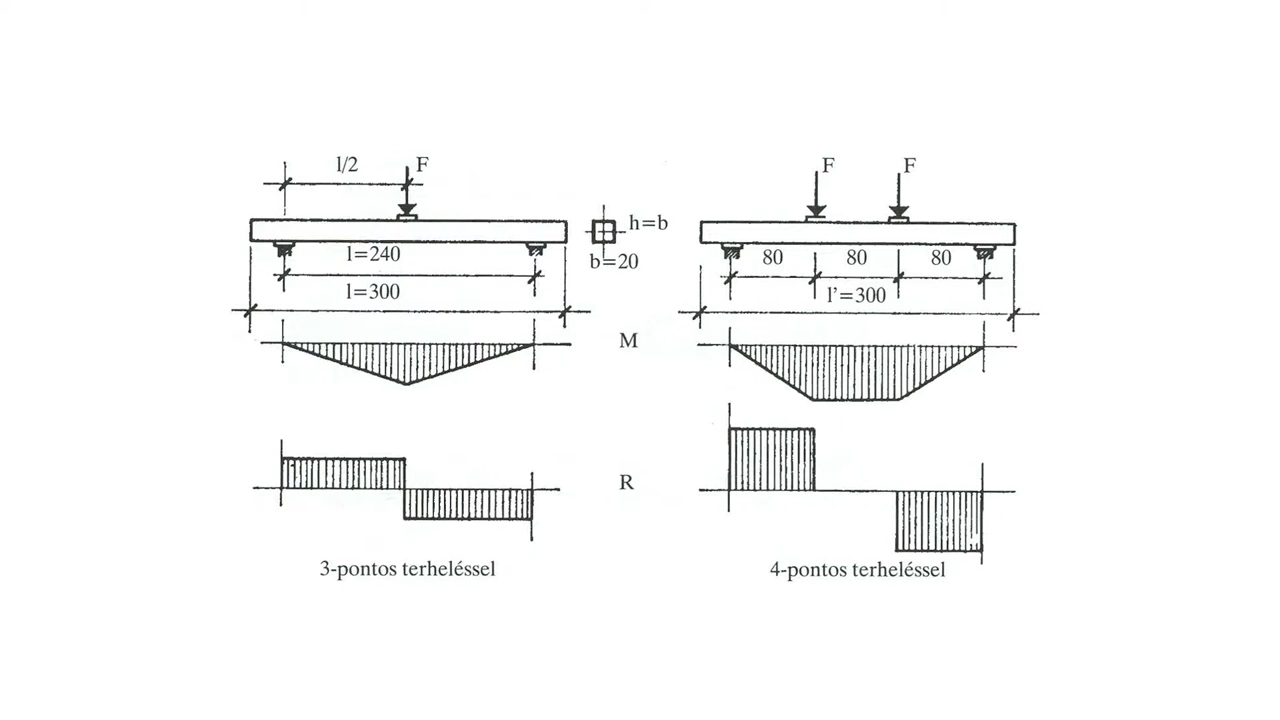 l/2
F
F
F
h=b
b=20
l=240
l=300
80
80
80
l’=300
M
R
3-pontos terheléssel
4-pontos terheléssel